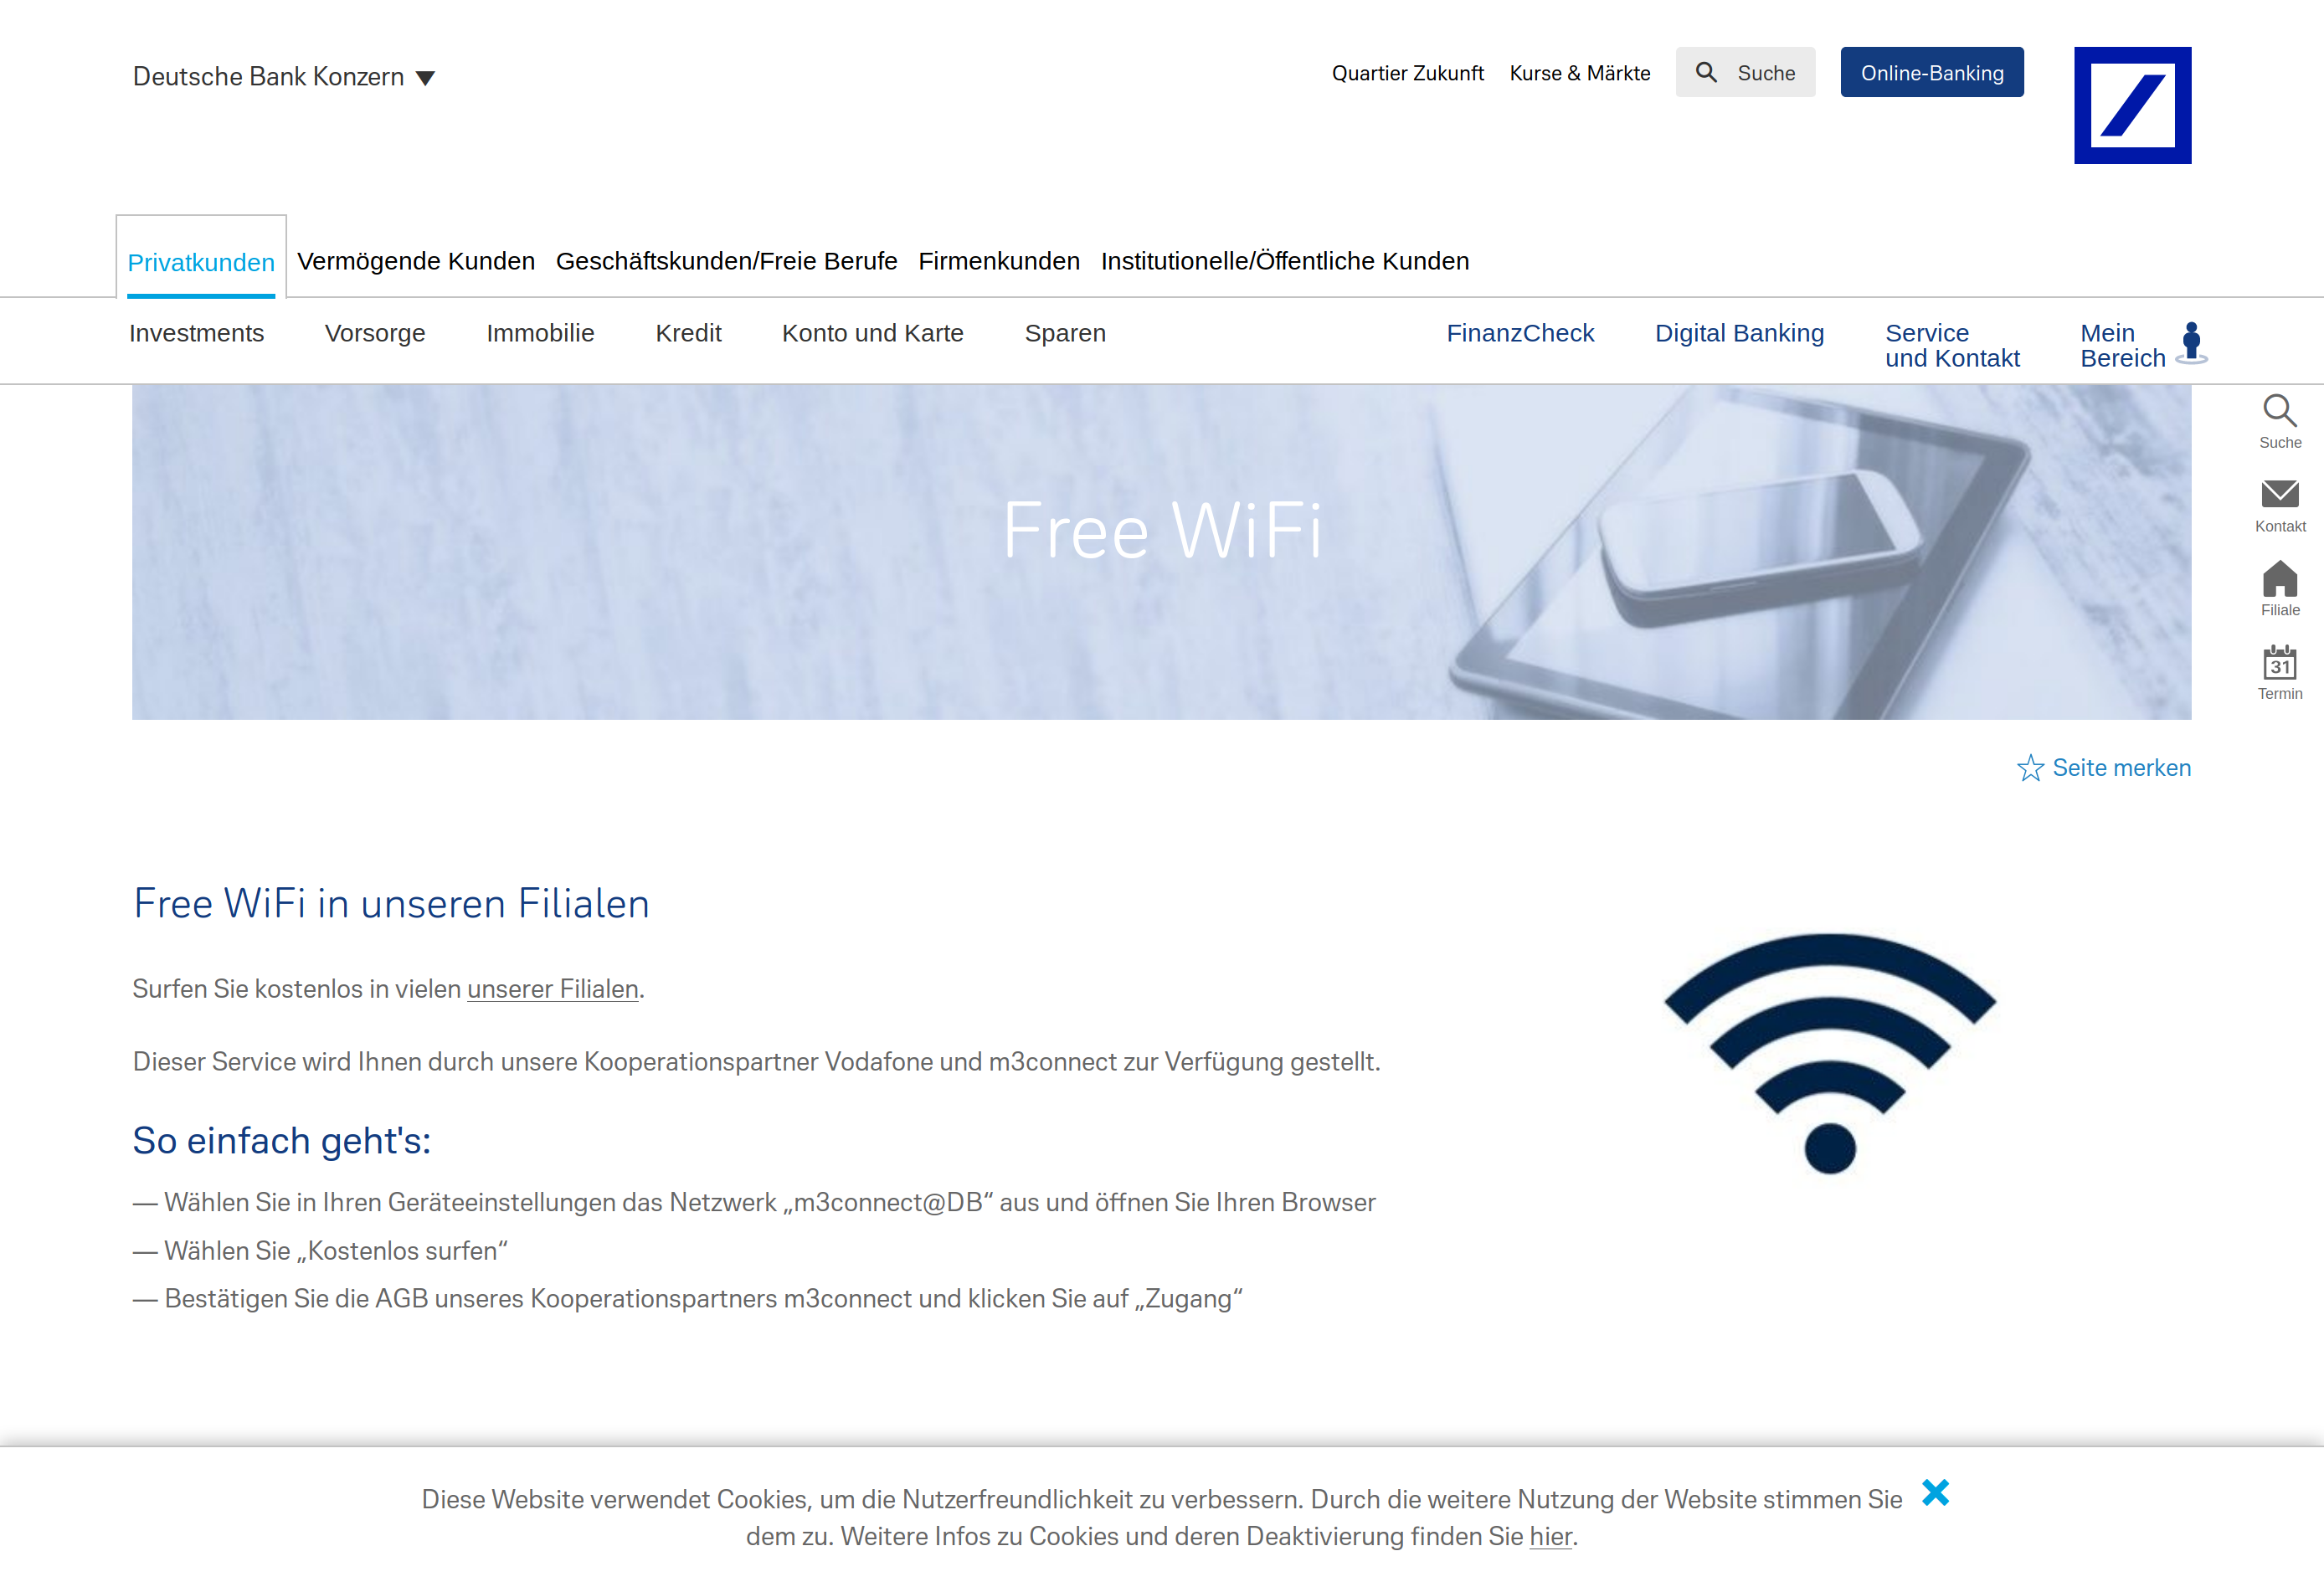 Deutsche Bank Konzern
Quartier Zukunft
Kurse & Märkte
Suche
Online-Banking
Privatkunden
Vermögende Kunden
Geschäftskunden/Freie Berufe
Firmenkunden
Institutionelle/Öffentliche Kunden
Investments
Vorsorge
Immobilie
Kredit
Konto und Karte
Sparen
FinanzCheck
Digital Banking
Service
und Kontakt
Mein
Bereich
Free WiFi
Suche
Kontakt
Filiale
31
Termin
Seite merken
Free WiFi in unseren Filialen
Surfen Sie kostenlos in vielen unserer Filialen.
Dieser Service wird Ihnen durch unsere Kooperationspartner Vodafone und m3connect zur Verfügung gestellt.
So einfach geht's:
— Wählen Sie in Ihren Geräteeinstellungen das Netzwerk „m3connect@DB“ aus und öffnen Sie Ihren Browser
— Wählen Sie „Kostenlos surfen“
— Bestätigen Sie die AGB unseres Kooperationspartners m3connect und klicken Sie auf „Zugang“
Diese Website verwendet Cookies, um die Nutzerfreundlichkeit zu verbessern. Durch die weitere Nutzung der Website stimmen Sie
dem zu. Weitere Infos zu Cookies und deren Deaktivierung finden Sie hier.